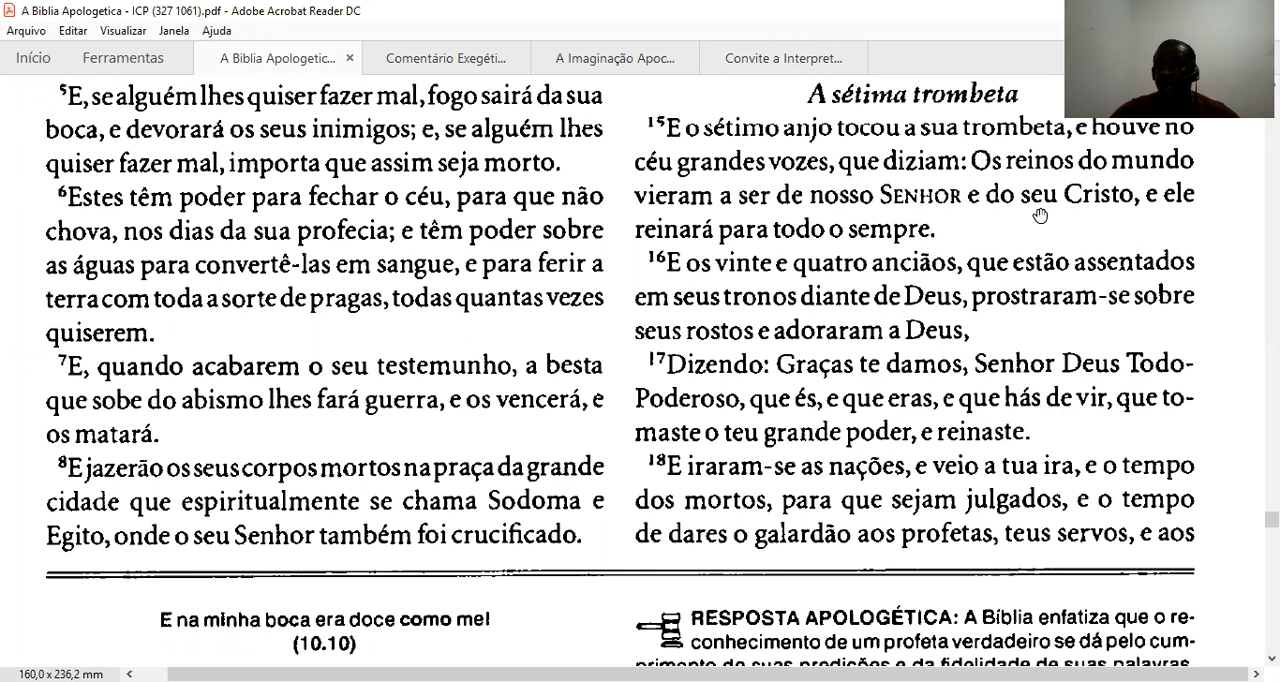 A Biblia Apologetica - ICP (327 1061).pdf - Adobe Acrobat Reader DC
Arquivo Editar Visualizar Janela Ajuda
Início Ferramentas A Biblia Apologetic... × Comentário Exegéti... A Imaginação Apoc... Convite a Interpret...
⁵E, se alguém lhes quiser fazer mal, fogo sairá da sua
boca, e devorará os seus inimigos; e, se alguém lhes
quiser fazer mal, importa que assim seja morto.
⁶Estes têm poder para fechar o céu, para que não
chova, nos dias da sua profecia; e têm poder sobre
as águas para convertê-las em sangue, e para ferir a
terra com toda a sorte de pragas, todas quantas vezes
quiserem.
⁷E, quando acabarem o seu testemunho, a besta
que sobe do abismo lhes fará guerra, e os vencerá, e
os matará.
⁸E jazerão os seus corpos mortos na praça da grande
cidade que espiritualmente se chama Sodoma e
Egito, onde o seu Senhor também foi crucificado.
A sétima trombeta
¹⁵E o sétimo anjo tocou a sua trombeta, e houve no
céu grandes vozes, que diziam: Os reinos do mundo
vieram a ser de nosso SENHOR e do seu Cristo, e ele
reinará para todo o sempre.
¹⁶E os vinte e quatro anciãos, que estão assentados
em seus tronos diante de Deus, prostraram-se sobre
seus rostos e adoraram a Deus,
¹⁷Dizendo: Graças te damos, Senhor Deus Todo-
Poderoso, que és, e que eras, e que hás de vir, que to-
maste o teu grande poder, e reinaste.
¹⁸E iraram-se as nações, e veio a tua ira, e o tempo
dos mortos, para que sejam julgados, e o tempo
de dares o galardão aos profetas, teus servos, e aos
E na minha boca era doce como mel
(10.10)
RESPOSTA APOLOGÉTICA: A Bíblia enfatiza que o re-
conhecimento de um profeta verdadeiro se dá pelo cum-
primento de suas predições e da fidelidade de suas palavras
160,0 x 236,2 mm